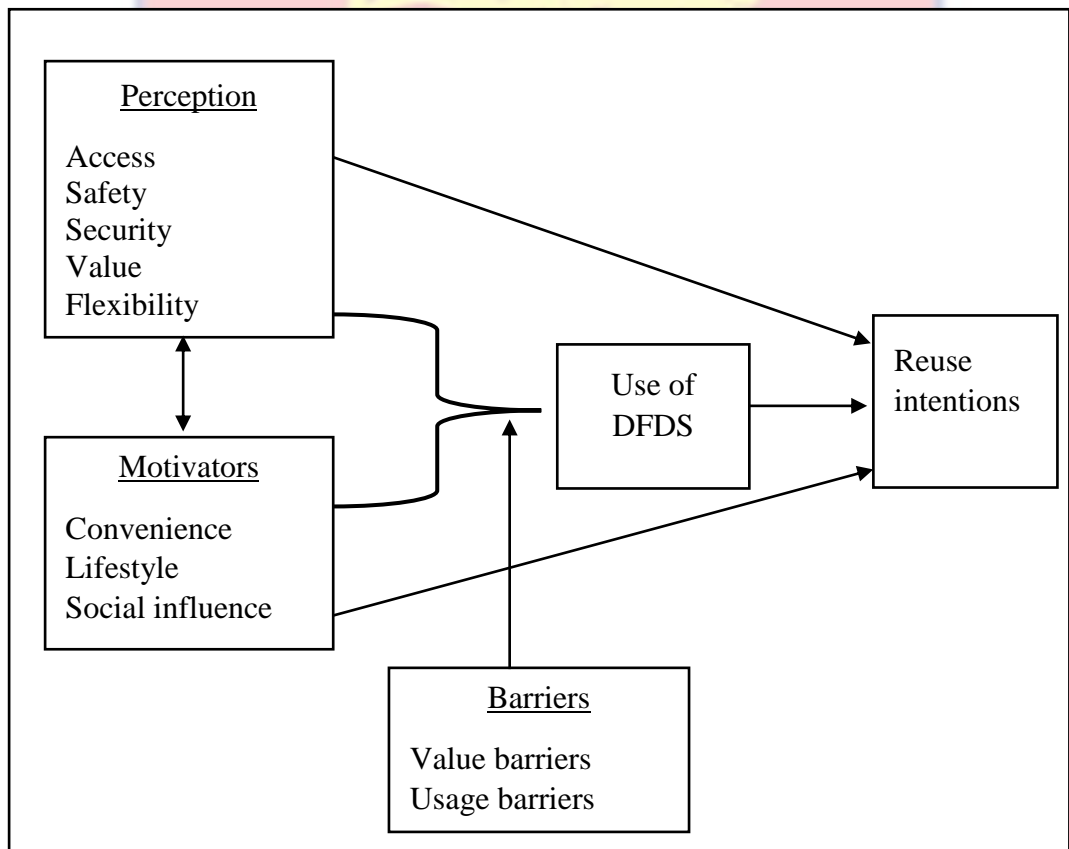 Perception
Access
Safety
Security
Value
Flexibility
Motivators
Convenience
Lifestyle
Social influence
Barriers
Value barriers
Usage barriers
Use of
DFDS
Reuse
intentions